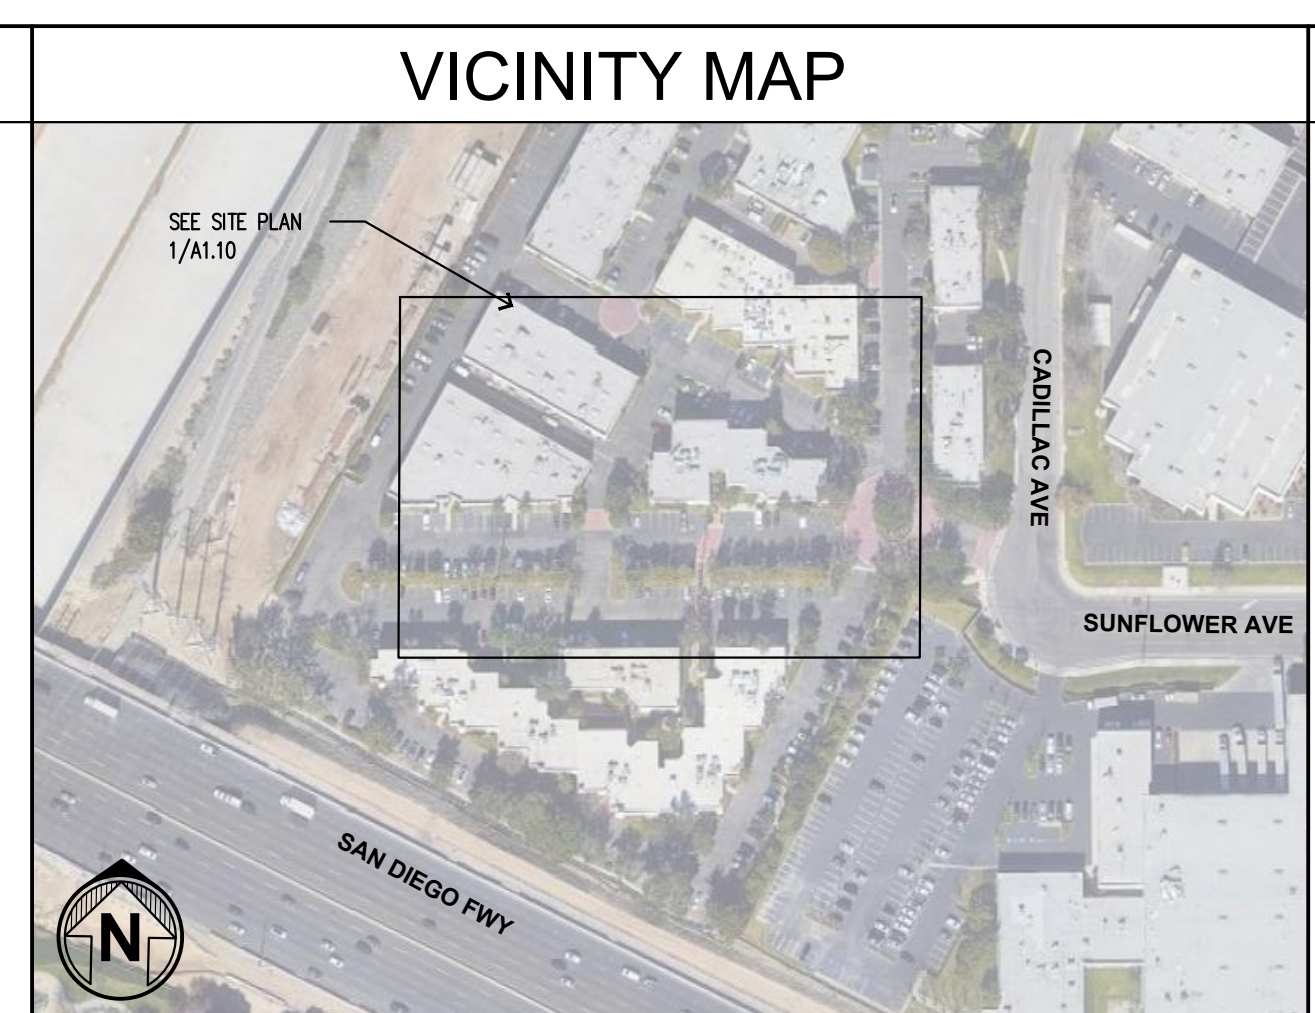 VICINITY MAP
SEE SITE PLAN
1/A1.10
CADILLAC AVE
SUNFLOWER AVE
SAN DIEGO FWY
N